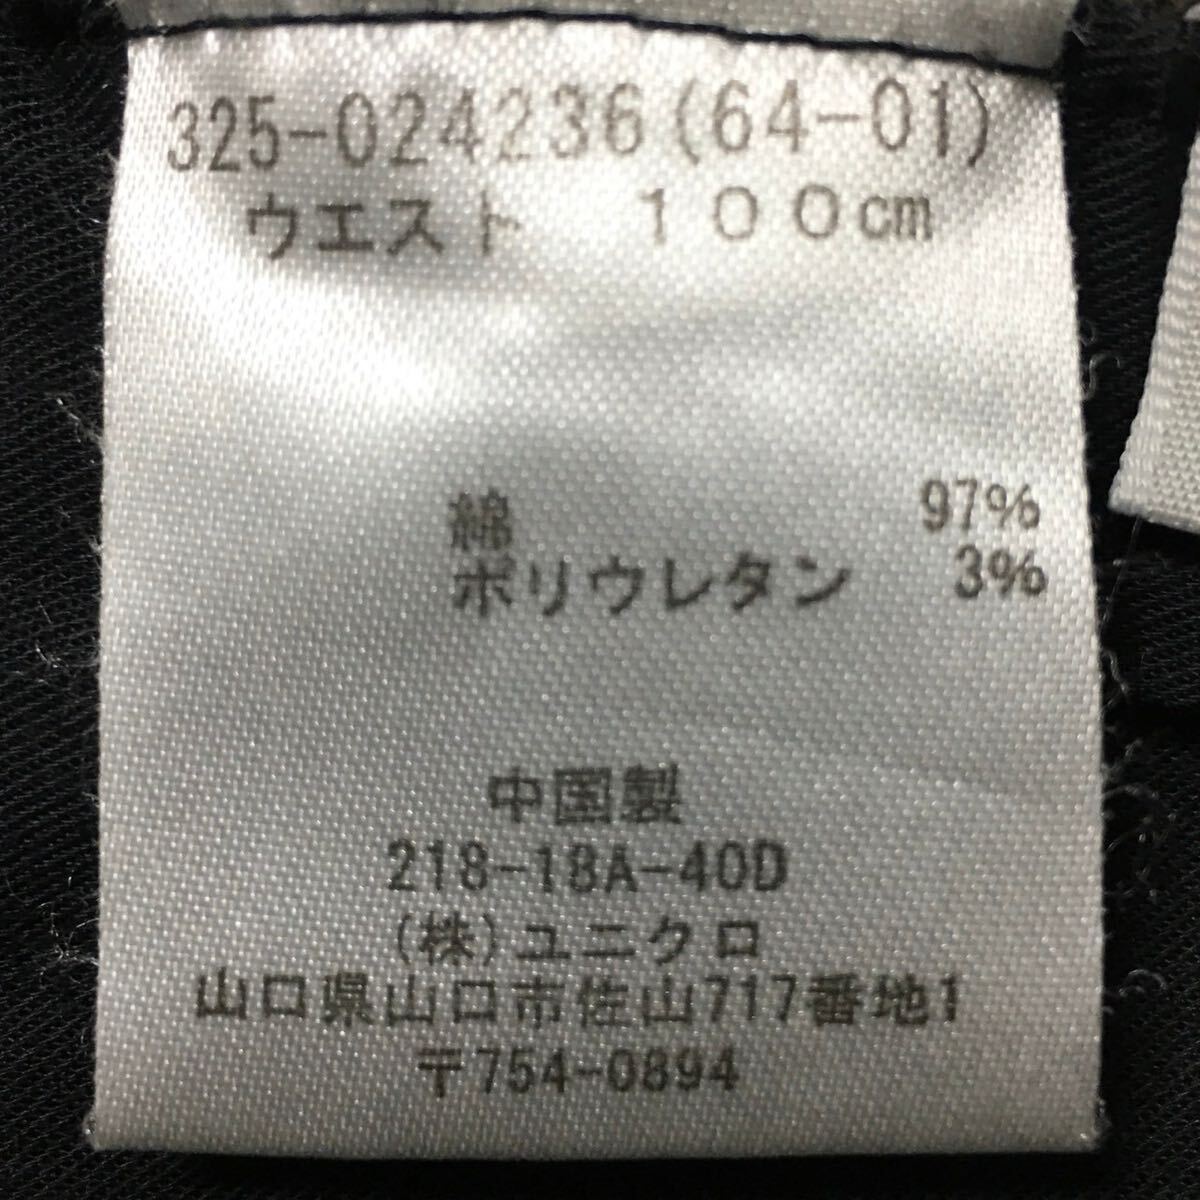 325-024236(64-01)
ウエスト １００cm
綿 97%
ポリウレタン 3%
中国製
218-18A-40D
(株)ユニクロ
山口県山口市佐山717番地1
〒754-0894